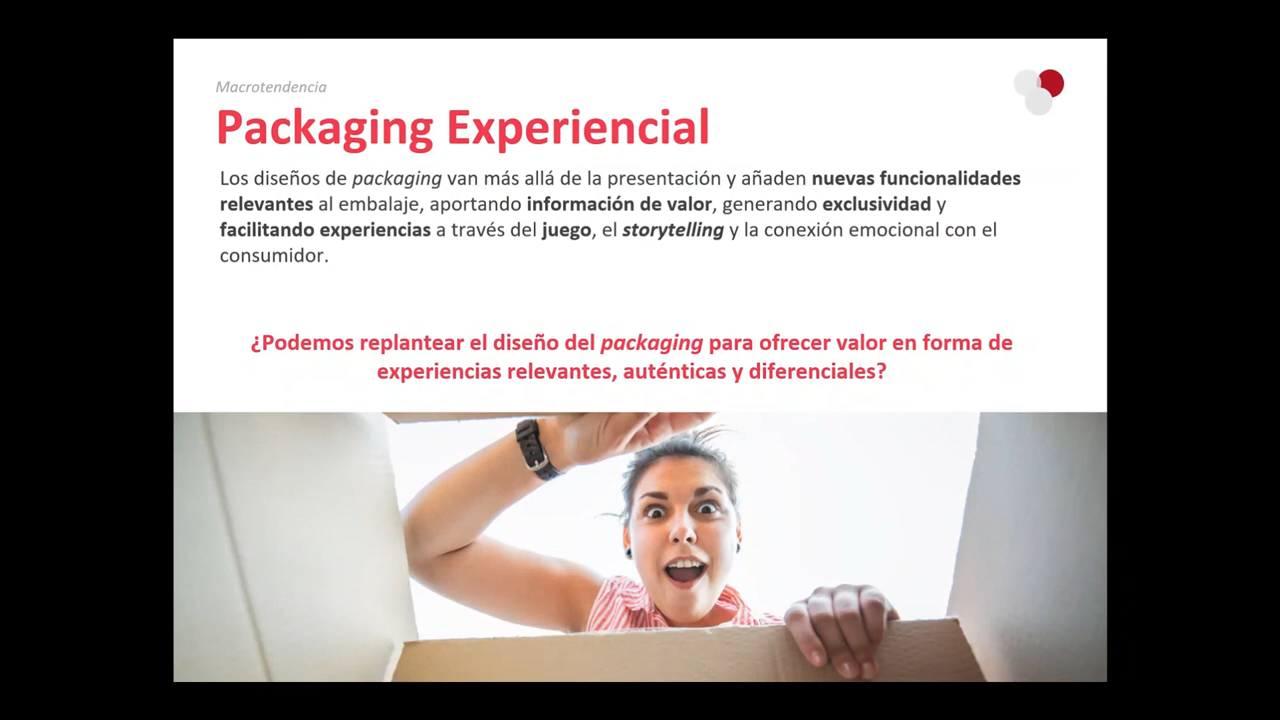 Macrotendencia
Packaging Experiencial
Los diseños de packaging van más allá de la presentación y añaden nuevas funcionalidades
relevantes al embalaje, aportando información de valor, generando exclusividad y
facilitando experiencias a través del juego, el storytelling y la conexión emocional con el
consumidor.
¿Podemos replantear el diseño del packaging para ofrecer valor en forma de
experiencias relevantes, auténticas y diferenciales?